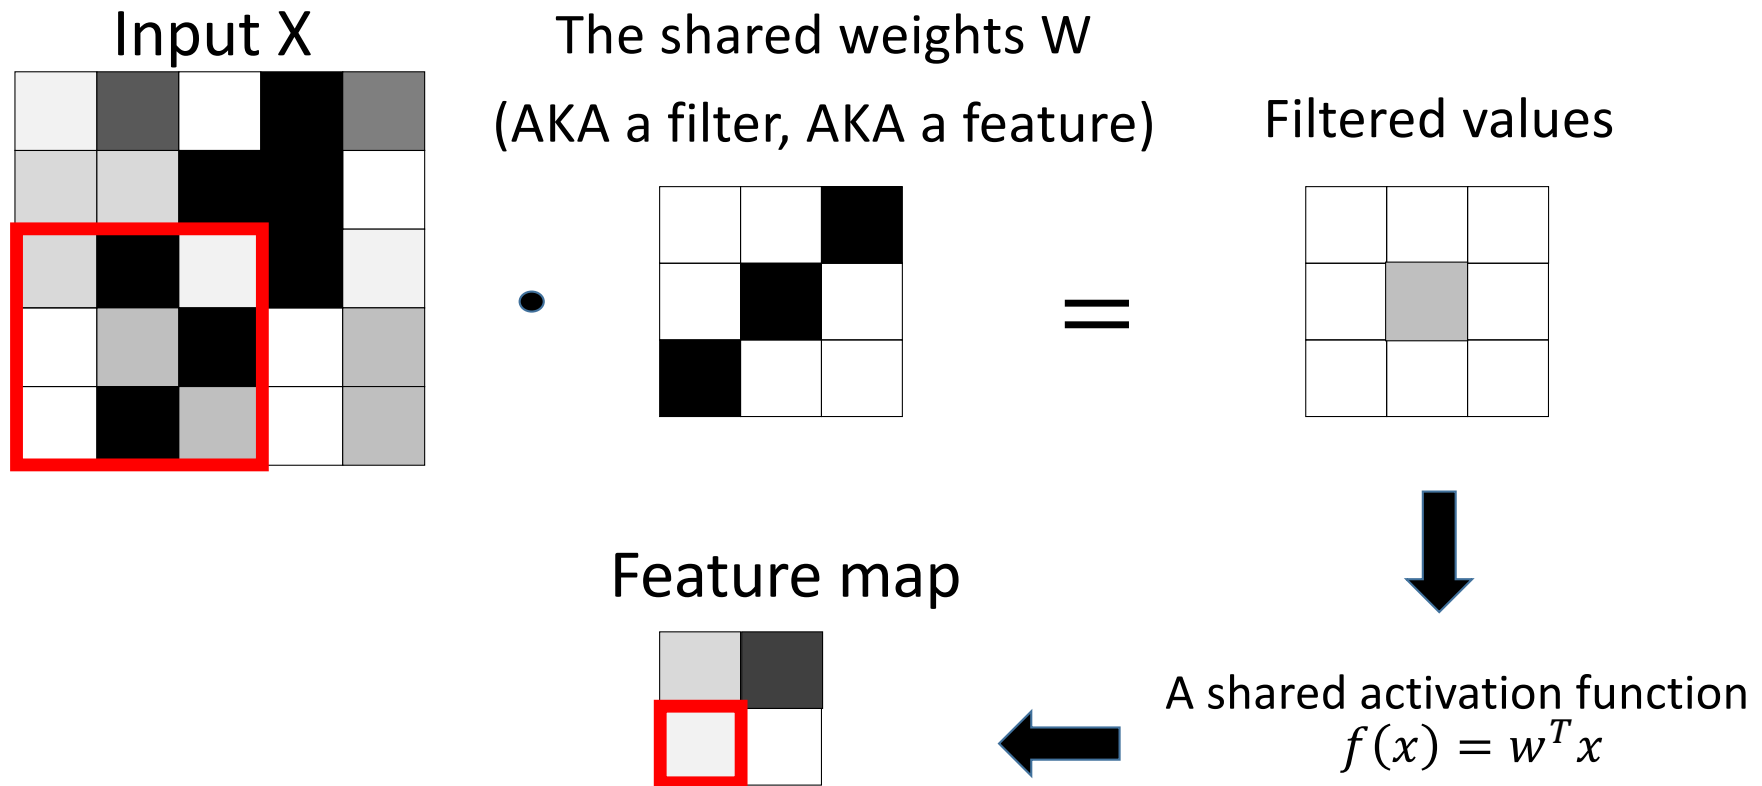 Input X
The shared weights W
(AKA a filter, AKA a feature)
Filtered values
=
Feature map
A shared activation function
f(x) = w^T x